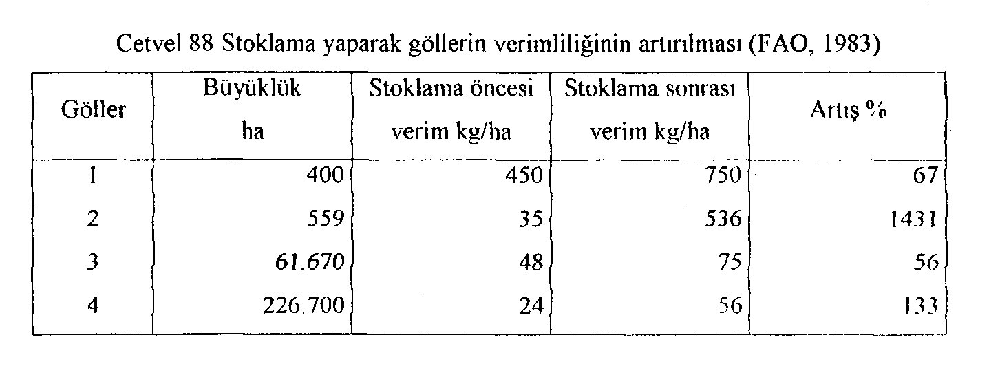 Cetvel 88 Stoklama yaparak göllerin verimliliğinin artırılması (FAO, 1983)
Göller Büyüklük ha Stoklama öncesi verim kg/ha Stoklama sonrası verim kg/ha Artış %
1 400 450 750 67
2 559 35 536 1431
3 61.670 48 75 56
4 226.700 24 56 133